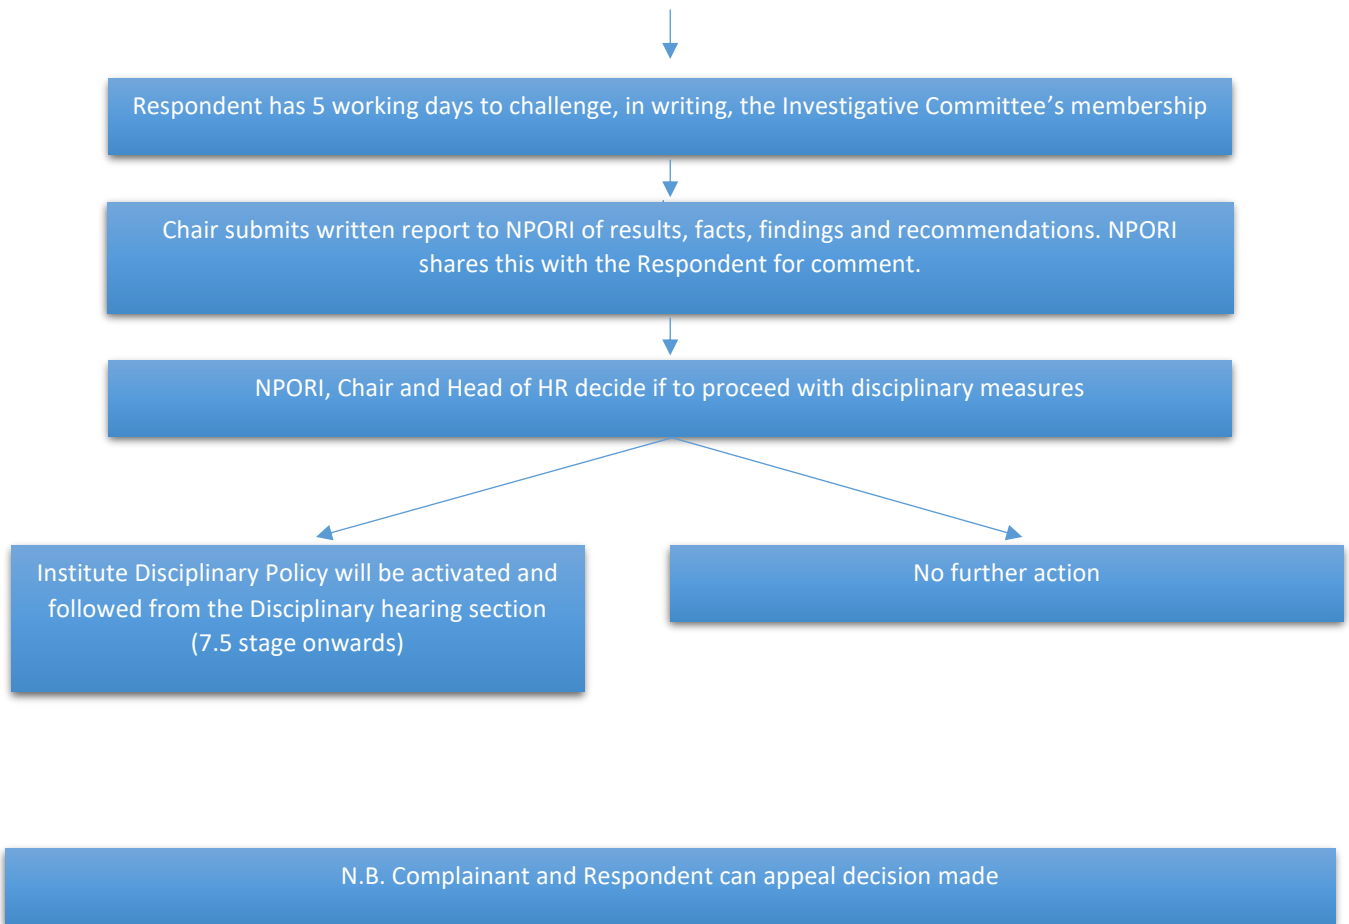 Respondent has 5 working days to challenge, in writing, the Investigative Committee’s membership
Chair submits written report to NPORI of results, facts, findings and recommendations. NPORI
shares this with the Respondent for comment.
NPORI, Chair and Head of HR decide if to proceed with disciplinary measures
Institute Disciplinary Policy will be activated and
followed from the Disciplinary hearing section
(7.5 stage onwards)
No further action
N.B. Complainant and Respondent can appeal decision made